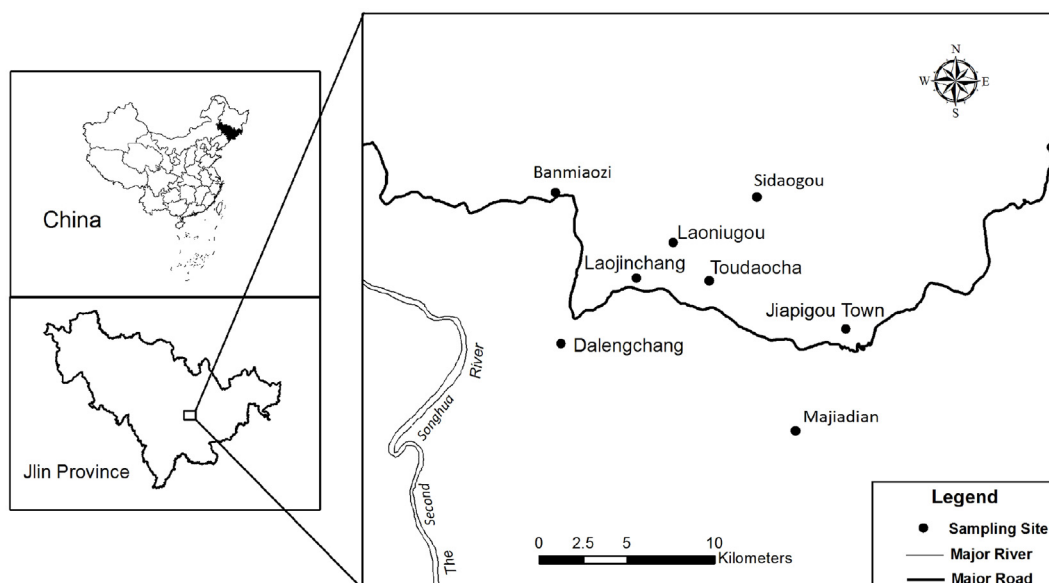 China
Jlin Province
N
W E
S
Banmiaozi
Sidaogou
Laoniugou
Laojinchang
Toudaocha
Jiapigou Town
Dalengchang
Majiadian
The Second Songhua River
0 2.5 5 10
Kilometers
Legend
Sampling Site
Major River
Major Road